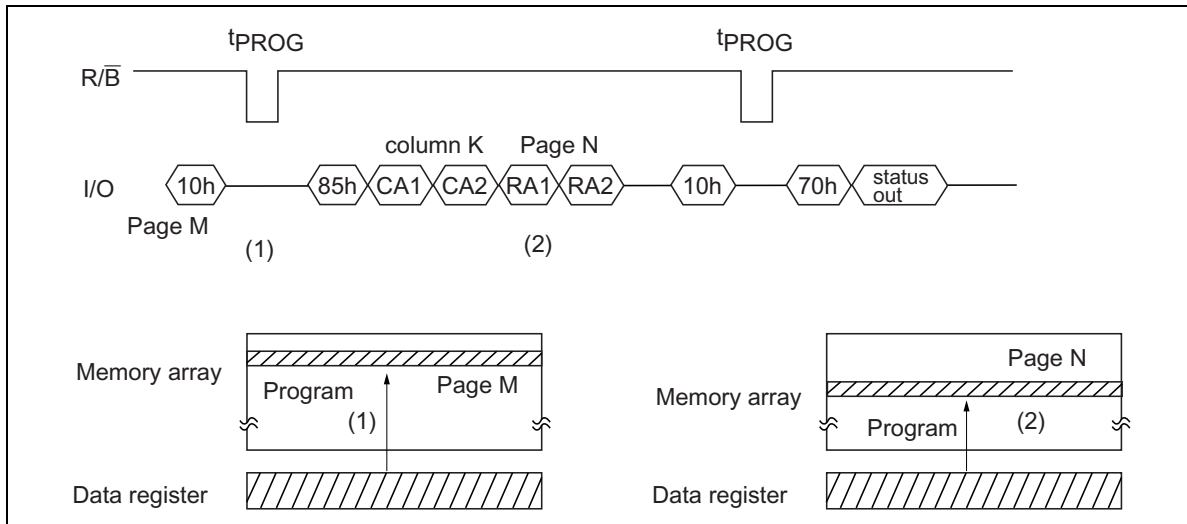 tPROG tPROG
R/B̅
column K Page N
I/O 10h 85h CA1 CA2 RA1 RA2 10h 70h status out
Page M
(1) (2)
Memory array Program (1) Page M
Data register
Memory array Page N
Program (2)
Data register